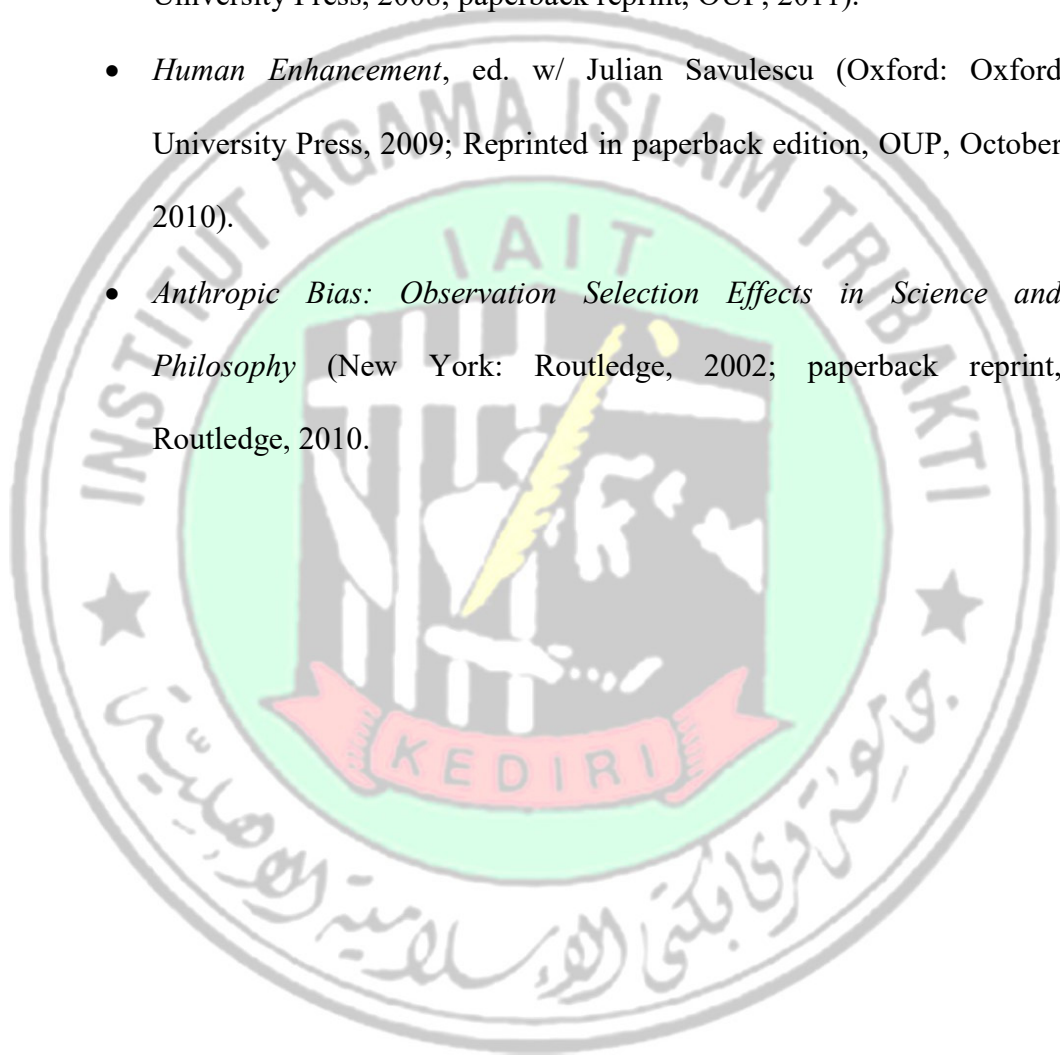 University Press, 2008; paperback reprint, OUP, 2011).
• Human Enhancement, ed. w/ Julian Savulescu (Oxford: Oxford
University Press, 2009; Reprinted in paperback edition, OUP, October
2010).
• Anthropic Bias: Observation Selection Effects in Science and
Philosophy (New York: Routledge, 2002; paperback reprint,
Routledge, 2010.
INSTITUT AGAMA ISLAM TRIBAKTI
IAIT
KEDIRI